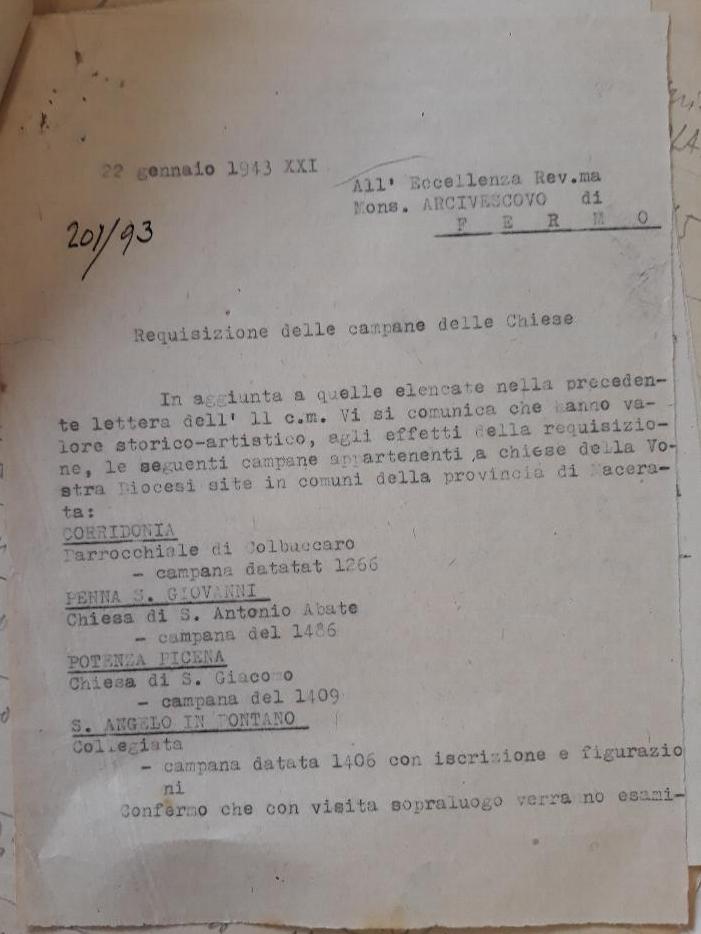 22 gennaio 1943 XXI
All' Eccellenza Rev.ma
Mons. ARCIVESCOVO di
F E R M O
201/93
Requisizione delle campane delle Chiese
In aggiunta a quelle elencate nella preceden-
te lettera dell' 11 c.m. Vi si comunica che hanno va-
lore storico-artistico, agli effetti della requisizio-
ne, le seguenti campane appartenenti a chiese della Vo-
stra Diocesi site in comuni della provincia di Macera-
ta:
CORRIDONIA
Parrocchiale di Colbuccaro
- campana datatat 1266
PENNA S. GIOVANNI
Chiesa di S. Antonio Abate
- campana del 1486
POTENZA PICENA
Chiesa di S. Giacomo
- campana del 1409
S. ANGELO IN PONTANO
Collegiata
- campana datata 1406 con iscrizione e figurazio
ni
Confermo che con visita sopraluogo verra no esami-